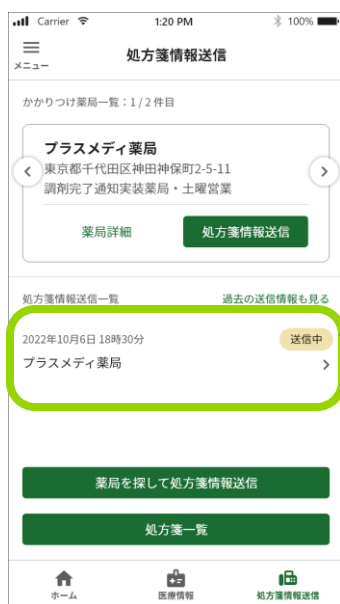 Carrier 1:20 PM 100%
メニュー 処方箋情報送信
かかりつけ薬局一覧:1/2件目
プラスメディ薬局
東京都千代田区神田神保町2-5-11
調剤完了通知実装薬局・土曜営業
薬局詳細 処方箋情報送信
処方箋情報送信一覧 過去の送信情報も見る
2022年10月6日 18時30分 送信中
プラスメディ薬局
薬局を探して処方箋情報送信
処方箋一覧
ホーム 医療情報 処方箋情報送信